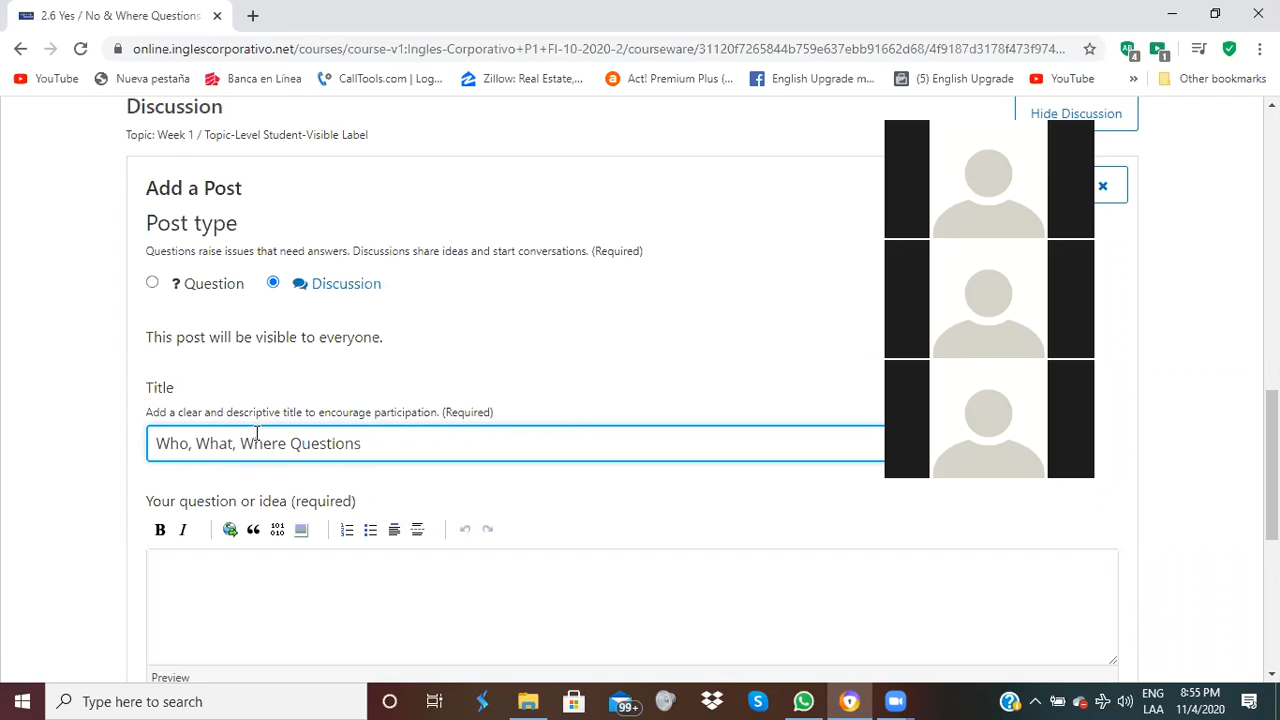 2.6 Yes / No & Where Questions
online.inglescorporativo.net/courses/course-v1:Ingles-Corporativo+P1+FI-10-2020-2/courseware/31120f7265844b759e637ebb91662d68/4f9187d3178f473f974...
4
1
YouTube
Nueva pestaña
Banca en Línea
CallTools.com | Log...
Zillow: Real Estate,...
Act! Premium Plus (...
English Upgrade m...
(5) English Upgrade
YouTube
»
Other bookmarks
Discussion
Hide Discussion
Topic: Week 1 / Topic-Level Student-Visible Label
Add a Post
Post type
Questions raise issues that need answers. Discussions share ideas and start conversations. (Required)
? Question
Discussion
This post will be visible to everyone.
Title
Add a clear and descriptive title to encourage participation. (Required)
Who, What, Where Questions
Your question or idea (required)
B I
101
010
Preview
Type here to search
99+
ENG
LAA
8:55 PM
11/4/2020